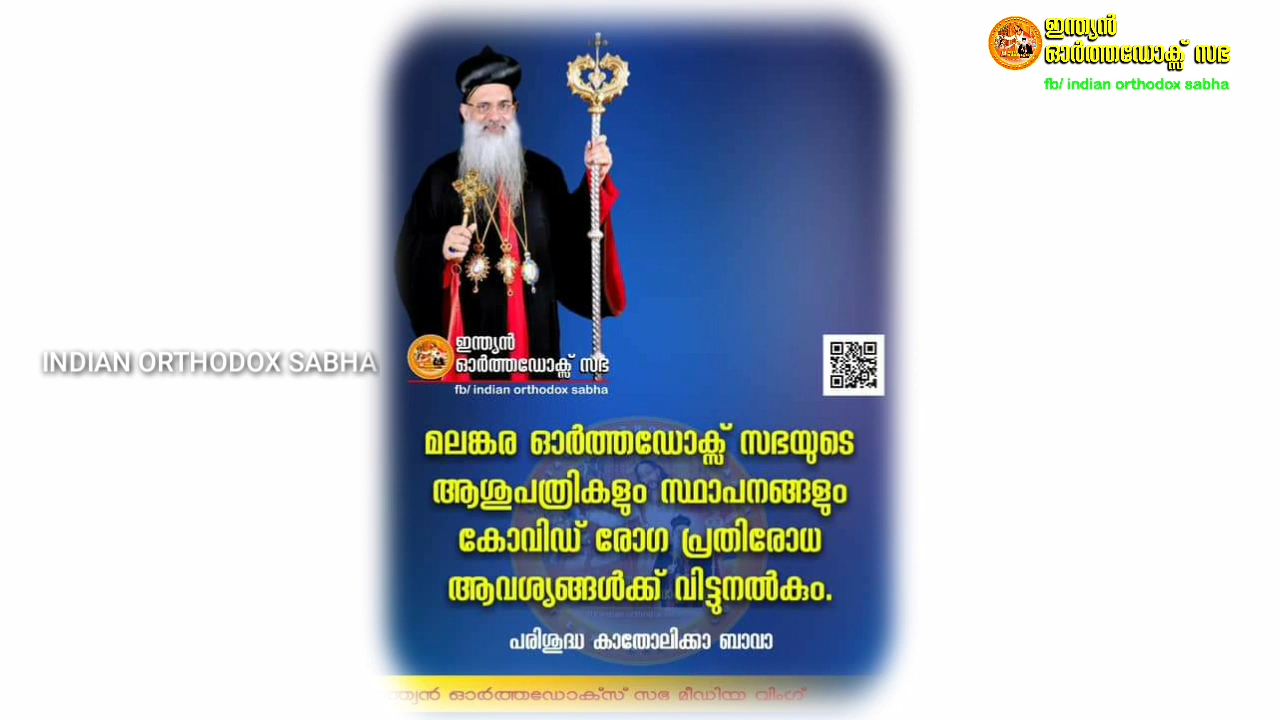 ഇന്ത്യൻ
ഓർത്തഡോക്സ് സഭ
fb/ indian orthodox sabha
INDIAN ORTHODOX SABHA
ഇന്ത്യൻ
ഓർത്തഡോക്സ് സഭ
fb/ indian orthodox sabha
മലങ്കര ഓർത്തഡോക്സ് സഭയുടെ
ആശുപത്രികളും സ്ഥാപനങ്ങളും
കോവിഡ് രോഗ പ്രതിരോധ
ആവശ്യങ്ങൾക്ക് വിട്ടുനൽകും.
പരിശുദ്ധ കാതോലിക്കാ ബാവാ
ഓർത്തഡോക്സ് സഭ മീഡിയ വിംഗ്